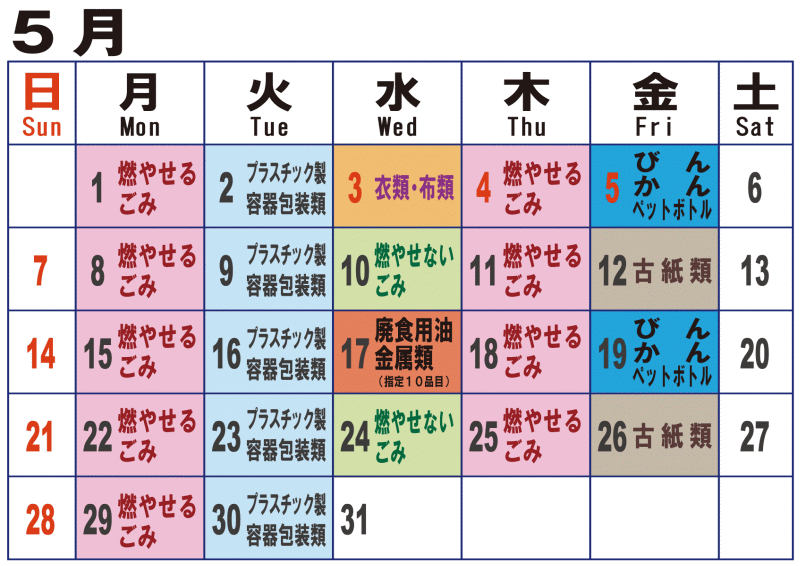 5月
日 月 火 水 木 金 土
Sun Mon Tue Wed Thu Fri Sat
1 燃やせる
ごみ
2 プラスチック製
容器包装類
3 衣類・布類
4 燃やせる
ごみ
5 びん
かん
ペットボトル
6
7
8 燃やせる
ごみ
9 プラスチック製
容器包装類
10 燃やせない
ごみ
11 燃やせる
ごみ
12 古紙類
13
14
15 燃やせる
ごみ
16 プラスチック製
容器包装類
17 廃食用油
金属類
(指定10品目)
18 燃やせる
ごみ
19 びん
かん
ペットボトル
20
21
22 燃やせる
ごみ
23 プラスチック製
容器包装類
24 燃やせない
ごみ
25 燃やせる
ごみ
26 古紙類
27
28
29 燃やせる
ごみ
30 プラスチック製
容器包装類
31